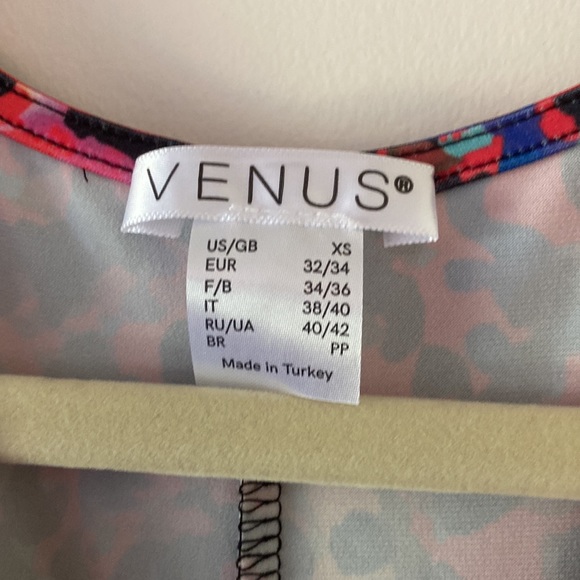 VENUS®
US/GB XS
EUR 32/34
F/B 34/36
IT 38/40
RU/UA 40/42
BR PP
Made in Turkey